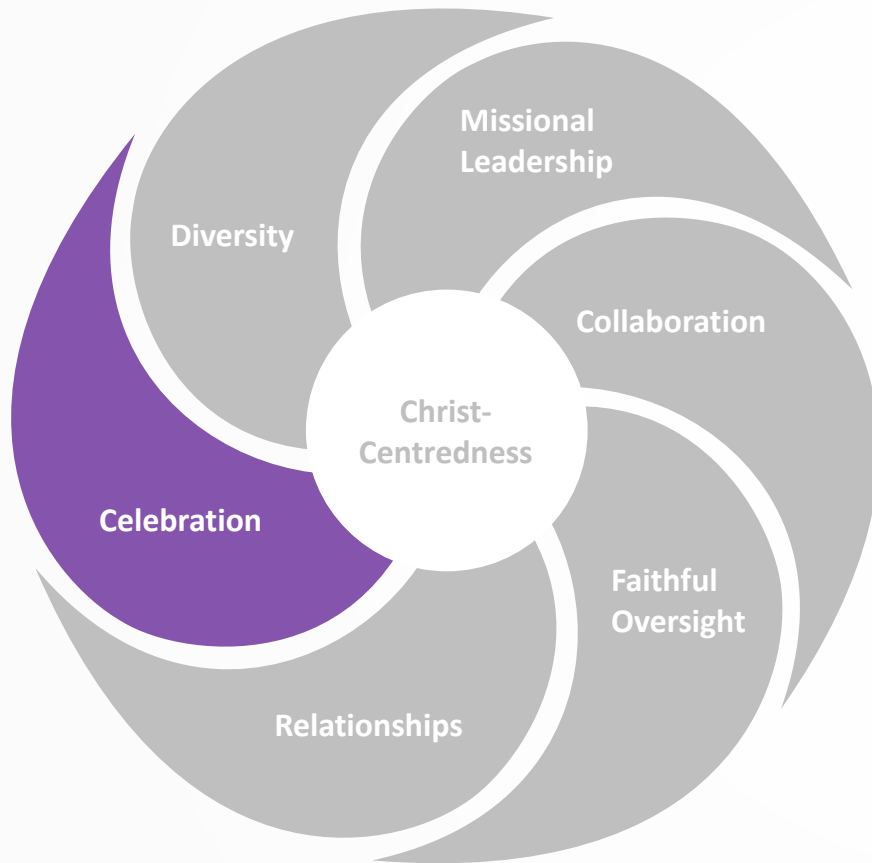 Missional
Leadership
Diversity
Collaboration
Christ-
Centredness
Celebration
Faithful
Oversight
Relationships